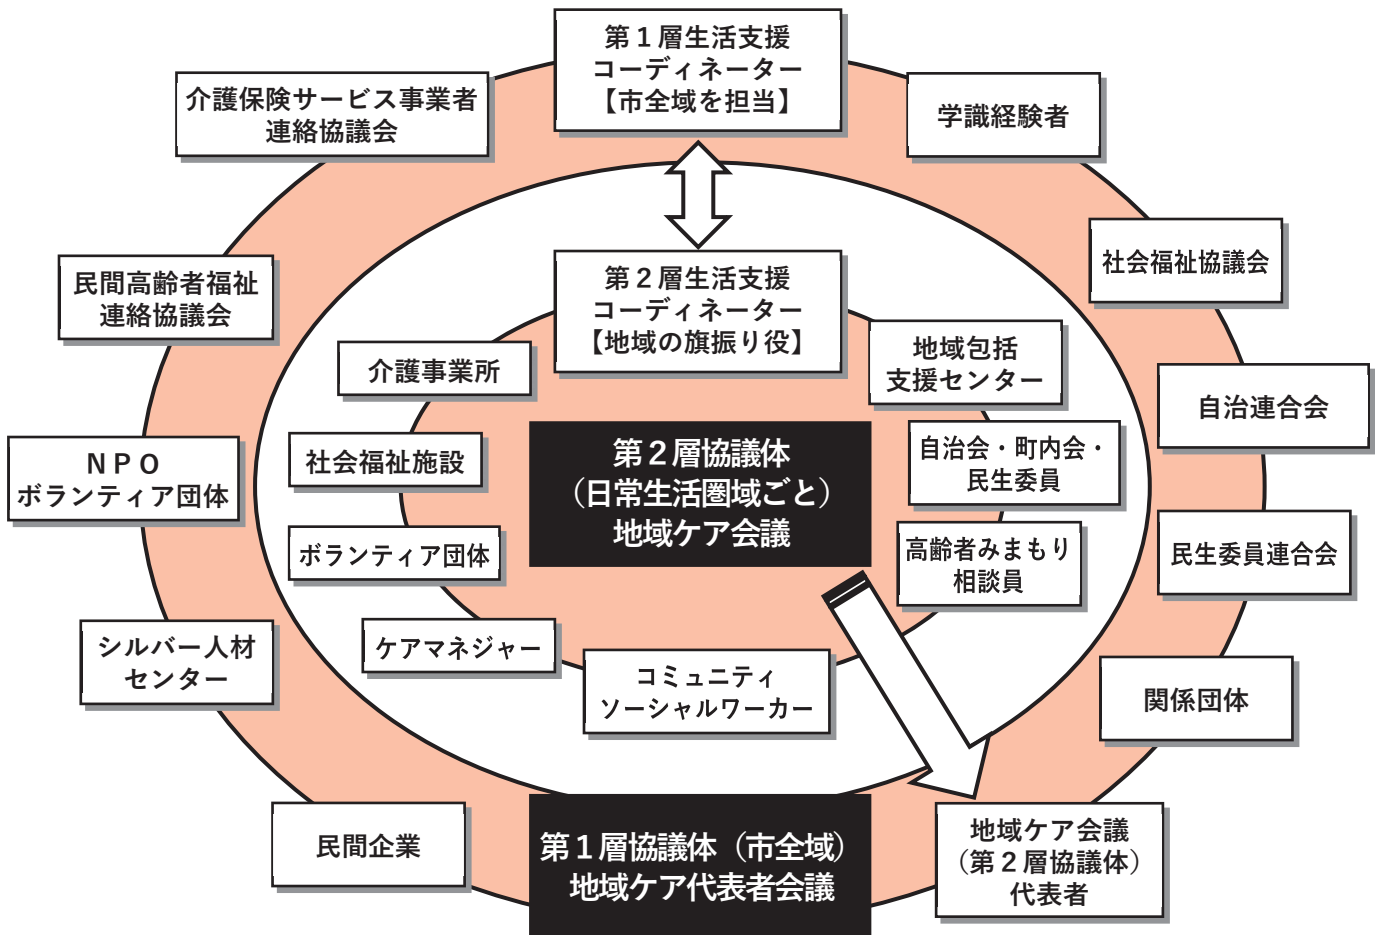 第１層生活支援
コーディネーター
【市全域を担当】
介護保険サービス事業者
連絡協議会
学識経験者
民間高齢者福祉
連絡協議会
社会福祉協議会
第２層生活支援
コーディネーター
【地域の旗振り役】
介護事業所
地域包括
支援センター
自治連合会
ＮＰＯ
ボランティア団体
社会福祉施設
第２層協議体
（日常生活圏域ごと）
地域ケア会議
自治会・町内会・
民生委員
ボランティア団体
高齢者みまもり
相談員
民生委員連合会
シルバー人材
センター
ケアマネジャー
コミュニティ
ソーシャルワーカー
関係団体
民間企業
第１層協議体（市全域）
地域ケア代表者会議
地域ケア会議
（第２層協議体）
代表者